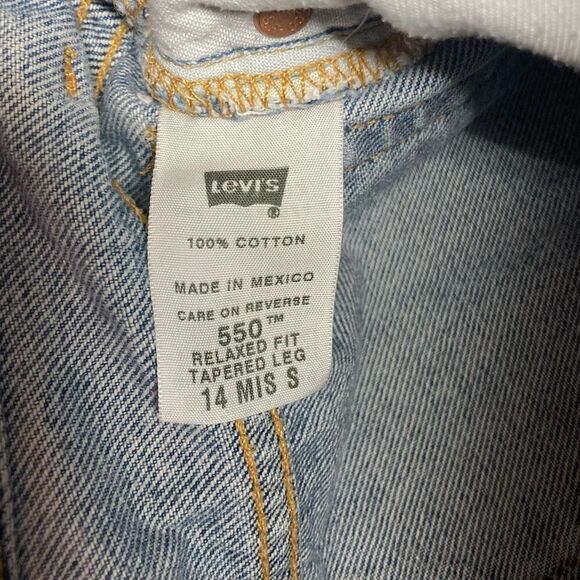 Levi's
®
100% COTTON
MADE IN MEXICO
CARE ON REVERSE
550™
RELAXED FIT
TAPERED LEG
14 MIS S